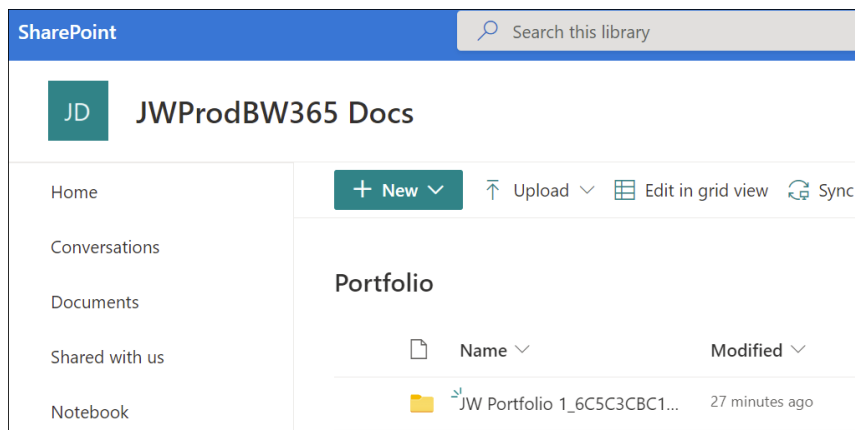 SharePoint
Search this library
JD
JWProdBW365 Docs
Home
Conversations
Documents
Shared with us
Notebook
New
Upload
Edit in grid view
Sync
Portfolio
Name
Modified
JW Portfolio 1_6C5C3CBC1...
27 minutes ago